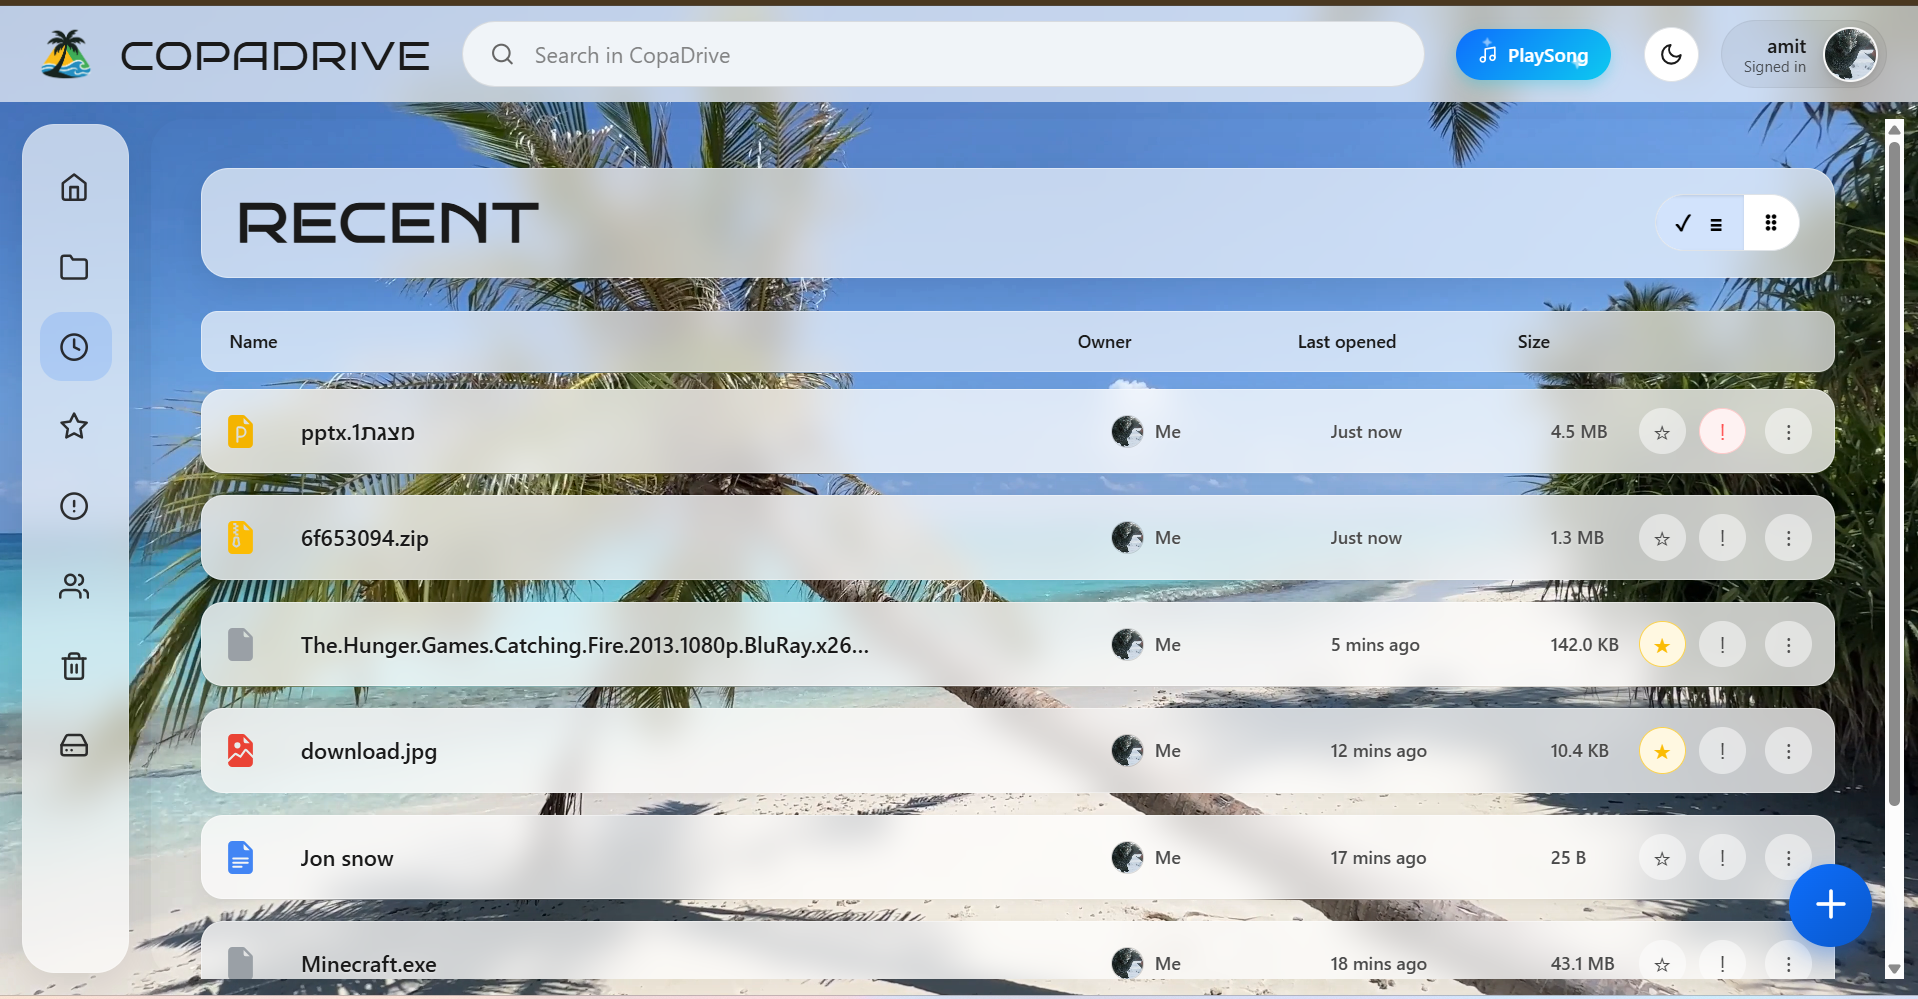 COPADRIVE
Search in CopaDrive
PlaySong
amit
Signed in
RECENT
Name Owner Last opened Size
מצגת1.pptx Me Just now 4.5 MB
6f653094.zip Me Just now 1.3 MB
The.Hunger.Games.Catching.Fire.2013.1080p.BluRay.x26... Me 5 mins ago 142.0 KB
download.jpg Me 12 mins ago 10.4 KB
Jon snow Me 17 mins ago 25 B
Minecraft.exe Me 18 mins ago 43.1 MB